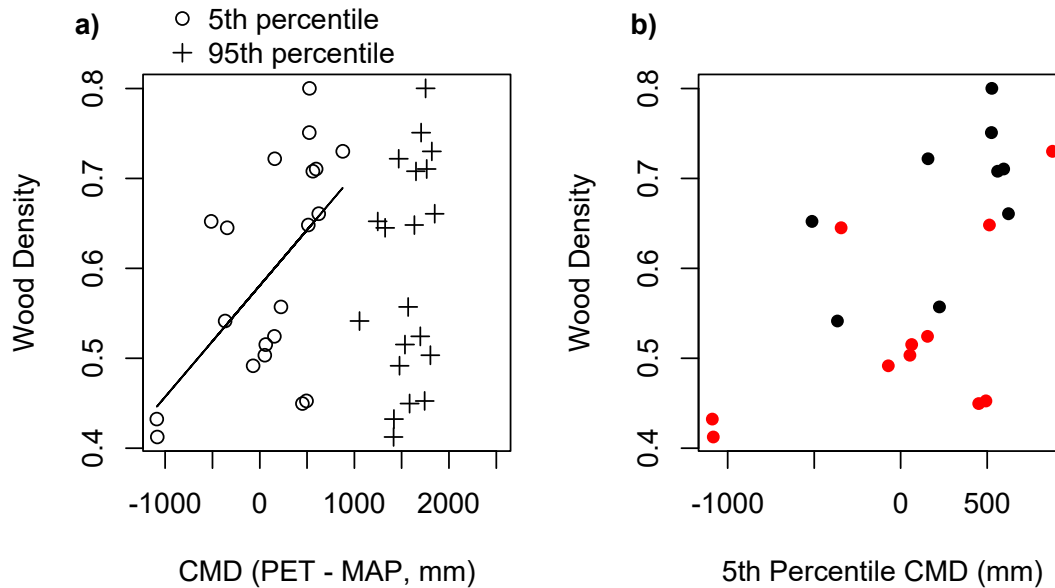 a)
5th percentile
95th percentile
Wood Density
0.8
0.7
0.6
0.5
0.4
-1000
0
1000
2000
CMD (PET - MAP, mm)
b)
Wood Density
0.8
0.7
0.6
0.5
0.4
-1000
0
500
5th Percentile CMD (mm)